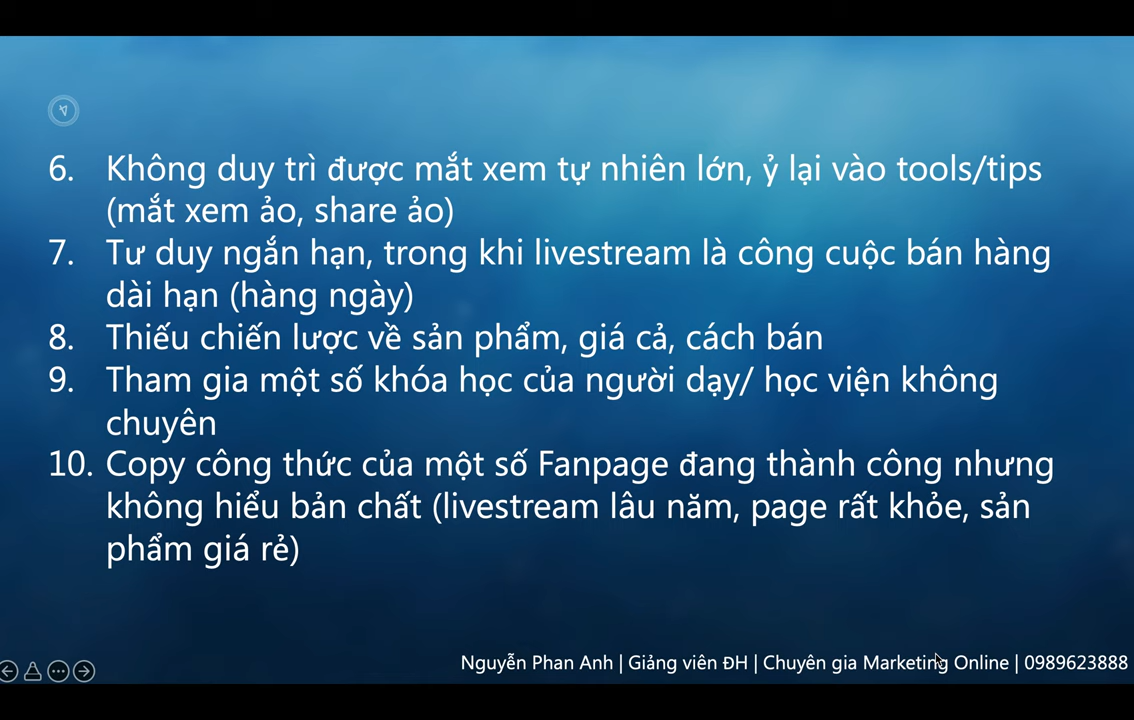 6. Không duy trì được mắt xem tự nhiên lớn, ỷ lại vào tools/tips
(mắt xem ảo, share ảo)
7. Tư duy ngắn hạn, trong khi livestream là công cuộc bán hàng
dài hạn (hàng ngày)
8. Thiếu chiến lược về sản phẩm, giá cả, cách bán
9. Tham gia một số khóa học của người dạy/ học viện không
chuyên
10. Copy công thức của một số Fanpage đang thành công nhưng
không hiểu bản chất (livestream lâu năm, page rất khỏe, sản
phẩm giá rẻ)
Nguyễn Phan Anh | Giảng viên ĐH | Chuyên gia Marketing Online | 0989623888